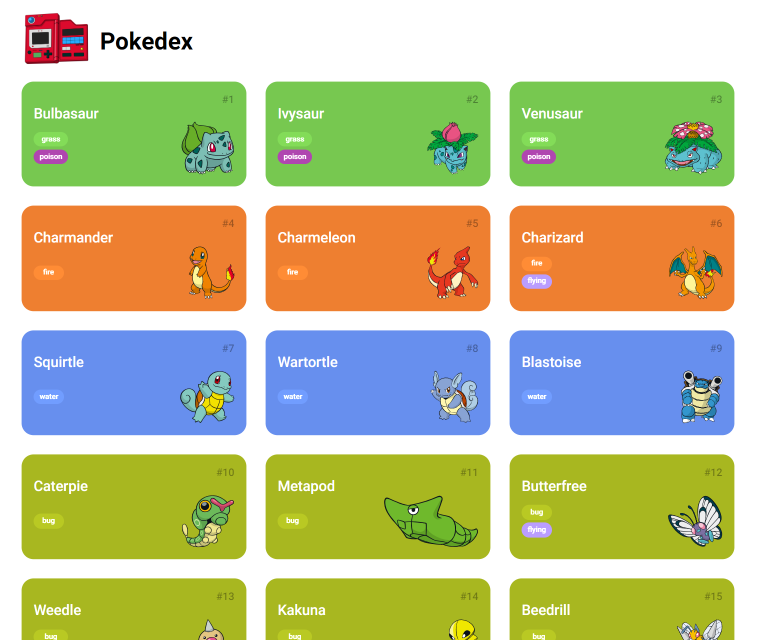 Pokedex
#1
Bulbasaur
grass
poison
#2
Ivysaur
grass
poison
#3
Venusaur
grass
poison
#4
Charmander
fire
#5
Charmeleon
fire
#6
Charizard
fire
flying
#7
Squirtle
water
#8
Wartortle
water
#9
Blastoise
water
#10
Caterpie
bug
#11
Metapod
bug
#12
Butterfree
bug
flying
#13
Weedle
bug
#14
Kakuna
bug
#15
Beedrill
bug